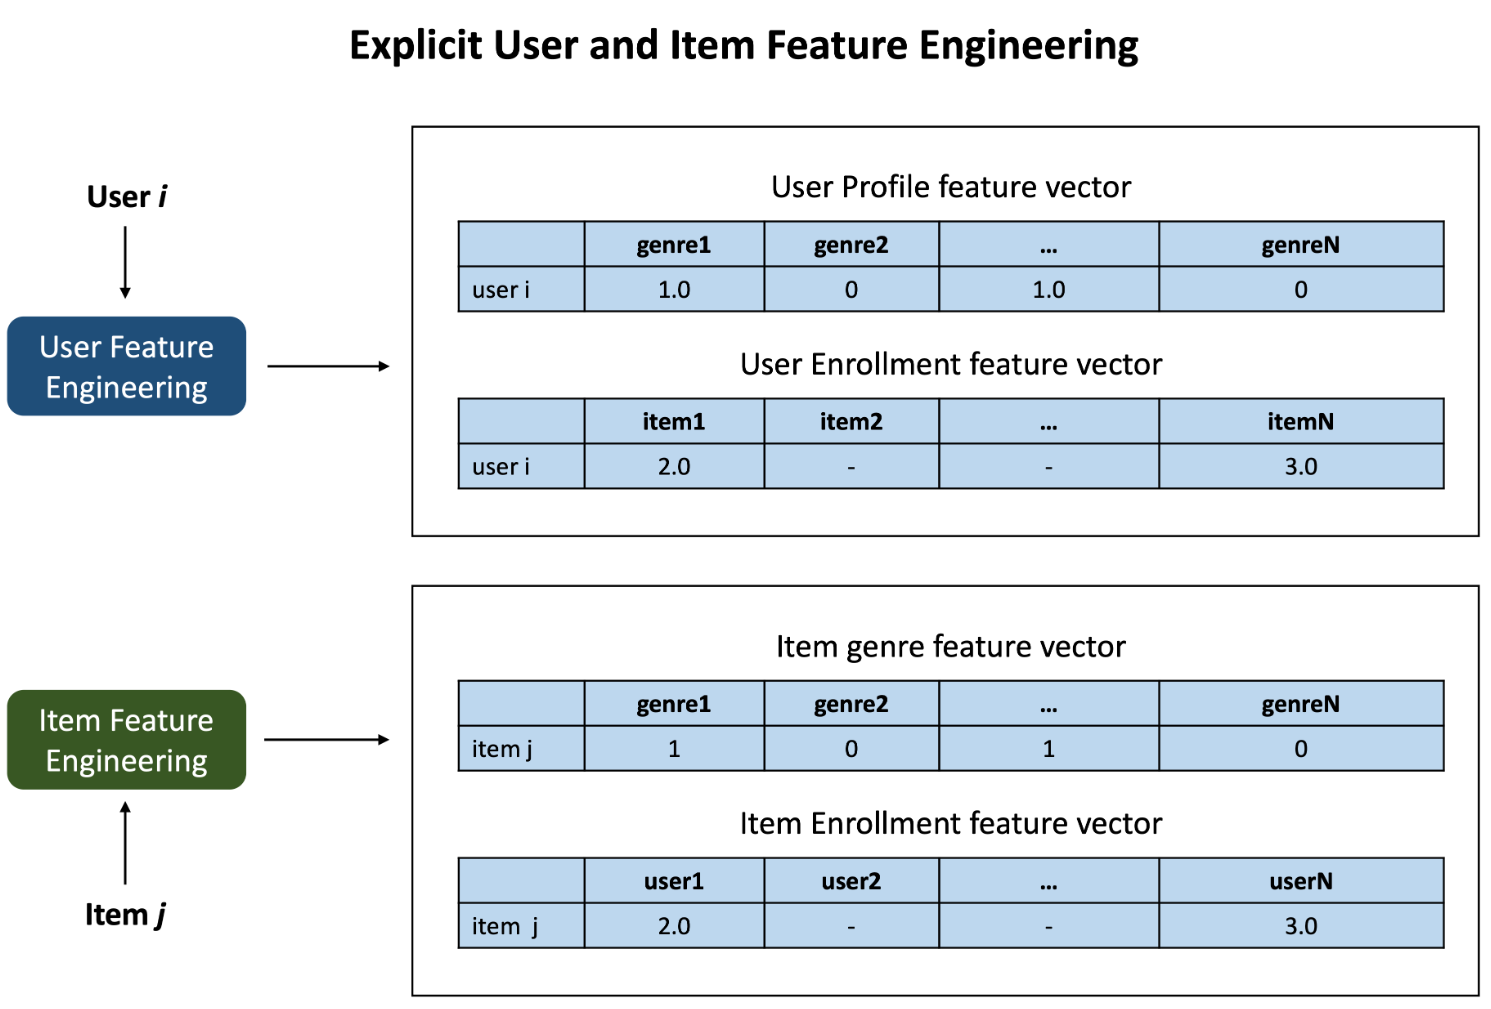 Explicit User and Item Feature Engineering
User i
User Feature
Engineering
User Profile feature vector
genre1 genre2 ... genreN
user i 1.0 0 1.0 0
User Enrollment feature vector
item1 item2 ... itemN
user i 2.0 - - 3.0
Item Feature
Engineering
Item j
Item genre feature vector
genre1 genre2 ... genreN
item j 1 0 1 0
Item Enrollment feature vector
user1 user2 ... userN
item j 2.0 - - 3.0